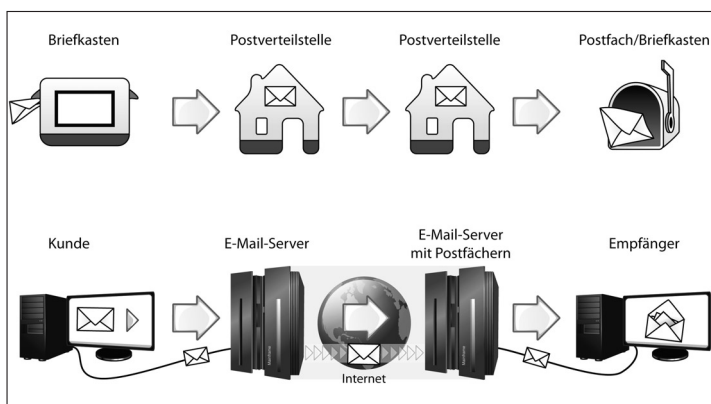 Briefkasten
Postverteilstelle
Postverteilstelle
Postfach/Briefkasten
Kunde
E-Mail-Server
E-Mail-Server
mit Postfächern
Empfänger
Internet